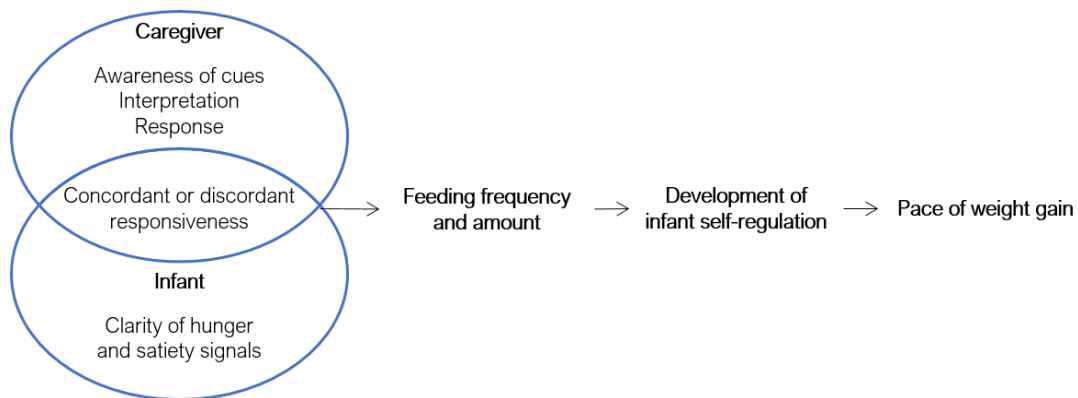 Caregiver
Awareness of cues
Interpretation
Response
Concordant or discordant
responsiveness
Infant
Clarity of hunger
and satiety signals
Feeding frequency
and amount
Development of
infant self-regulation
Pace of weight gain